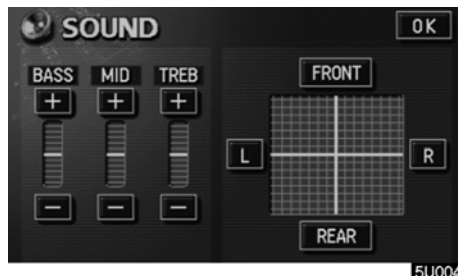 SOUND
OK
BASS MID TREB
+ + +
- - -
FRONT
L
R
REAR
5U004